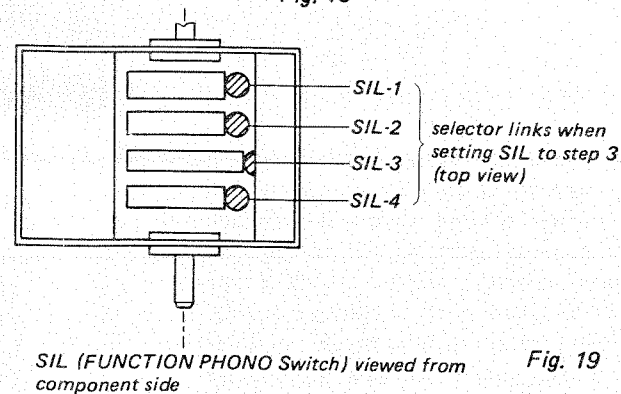 SIL-1
SIL-2
SIL-3
SIL-4
selector links when
setting SIL to step 3
(top view)
SIL (FUNCTION PHONO Switch) viewed from
component side
Fig. 19